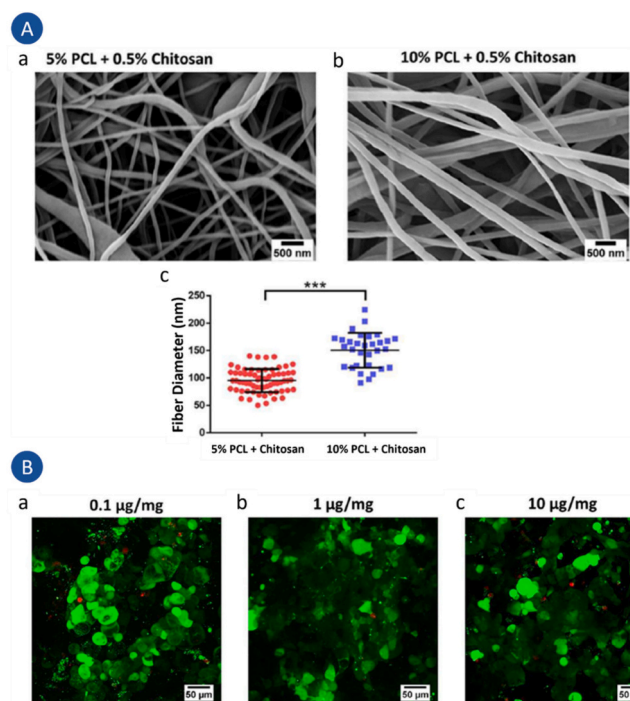 A
a
5% PCL + 0.5% Chitosan
b
10% PCL + 0.5% Chitosan
500 nm
500 nm
c
***
Fiber Diameter (nm)
250
200
150
100
50
0
5% PCL + Chitosan
10% PCL + Chitosan
B
a
0.1 µg/mg
b
1 µg/mg
c
10 µg/mg
50 µm
50 µm
50 µm